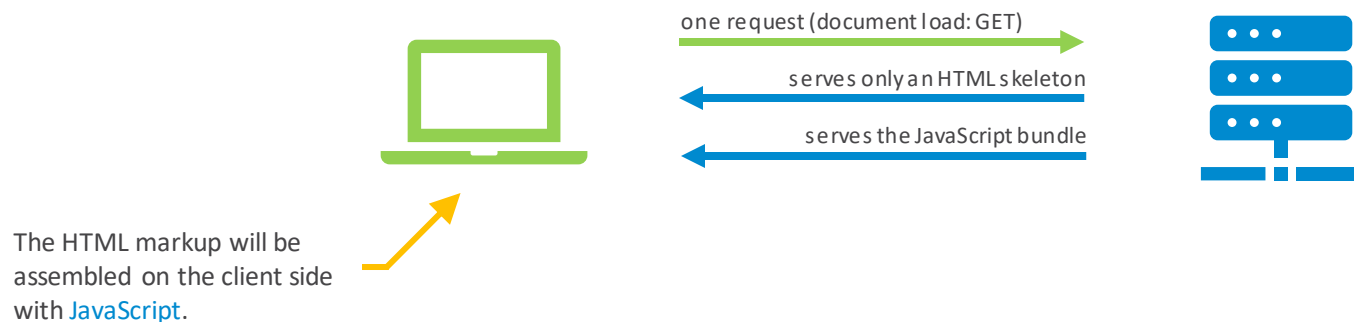 one request (document load: GET)
serves only an HTML skeleton
serves the JavaScript bundle
The HTML markup will be
assembled on the client side
with JavaScript.